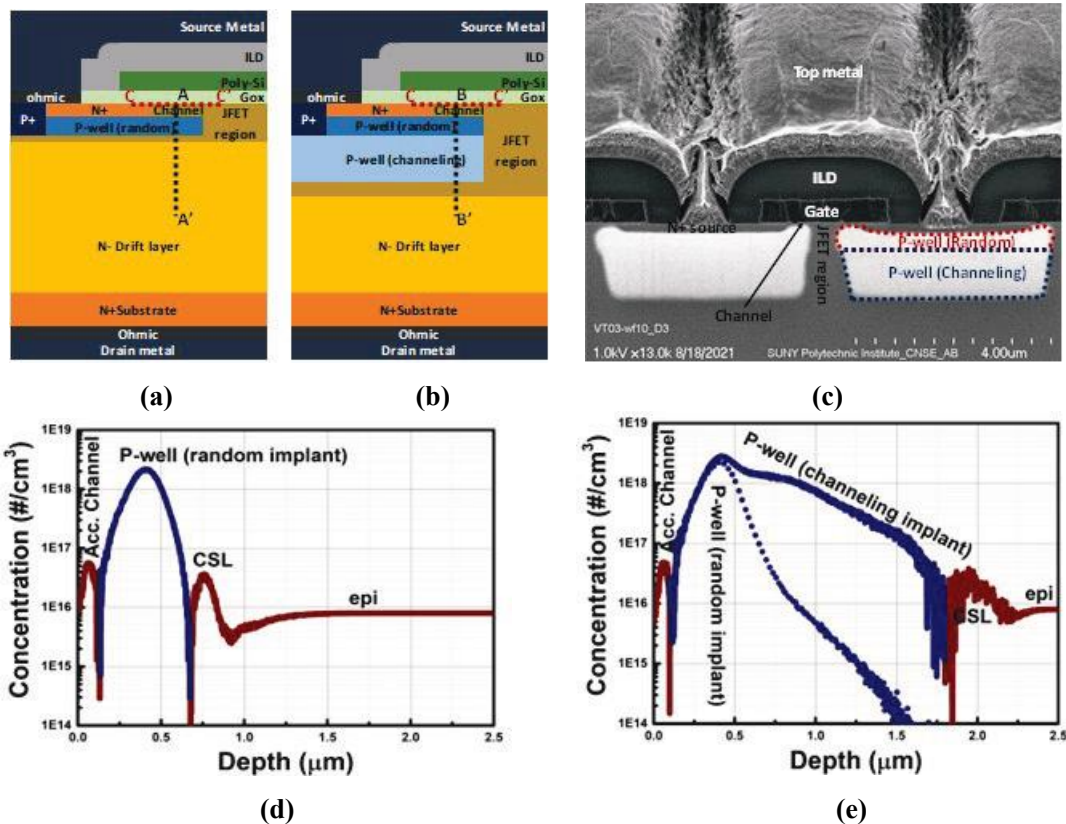 Source Metal
ILD
Poly-Si
ohmic
C
A
C'
Gox
N+
Channel
P+
P-well (random)
JFET
region
A'
N- Drift layer
N+Substrate
Ohmic
Drain metal
(a)
Source Metal
ILD
Poly-Si
ohmic
C
B
C'
Gox
N+
Channel
P+
P-well (random)
JFET
region
P-well (channeling)
B'
N- Drift layer
N+Substrate
Ohmic
Drain metal
(b)
Top metal
ILD
Gate
N+ source
JFET
region
P-well (Random)
P-well (Channeling)
Channel
VT03-wf10_D3
1.0kV x13.0k 8/18/2021
SUNY Polytechnic Institute_CNSE_AB
4.00um
(c)
Concentration (#/cm3)
1E19
1E18
1E17
1E16
1E15
1E14
Acc. Channel
P-well (random implant)
CSL
epi
0.0 0.5 1.0 1.5 2.0 2.5
Depth (μm)
(d)
Concentration (#/cm3)
1E19
1E18
1E17
1E16
1E15
1E14
Acc. Channel
P-well (channeling implant)
P-well (random implant)
CSL
epi
0.0 0.5 1.0 1.5 2.0 2.5
Depth (μm)
(e)